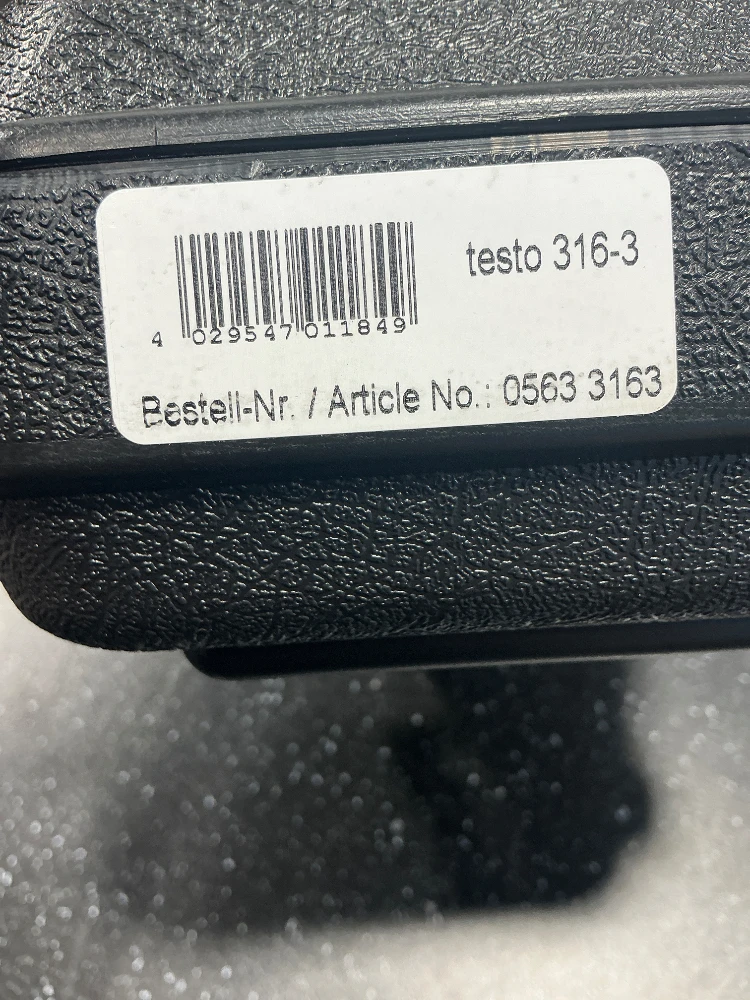 testo 316-3
4 029547 011849
Bestell-Nr. / Article No.: 0563 3163